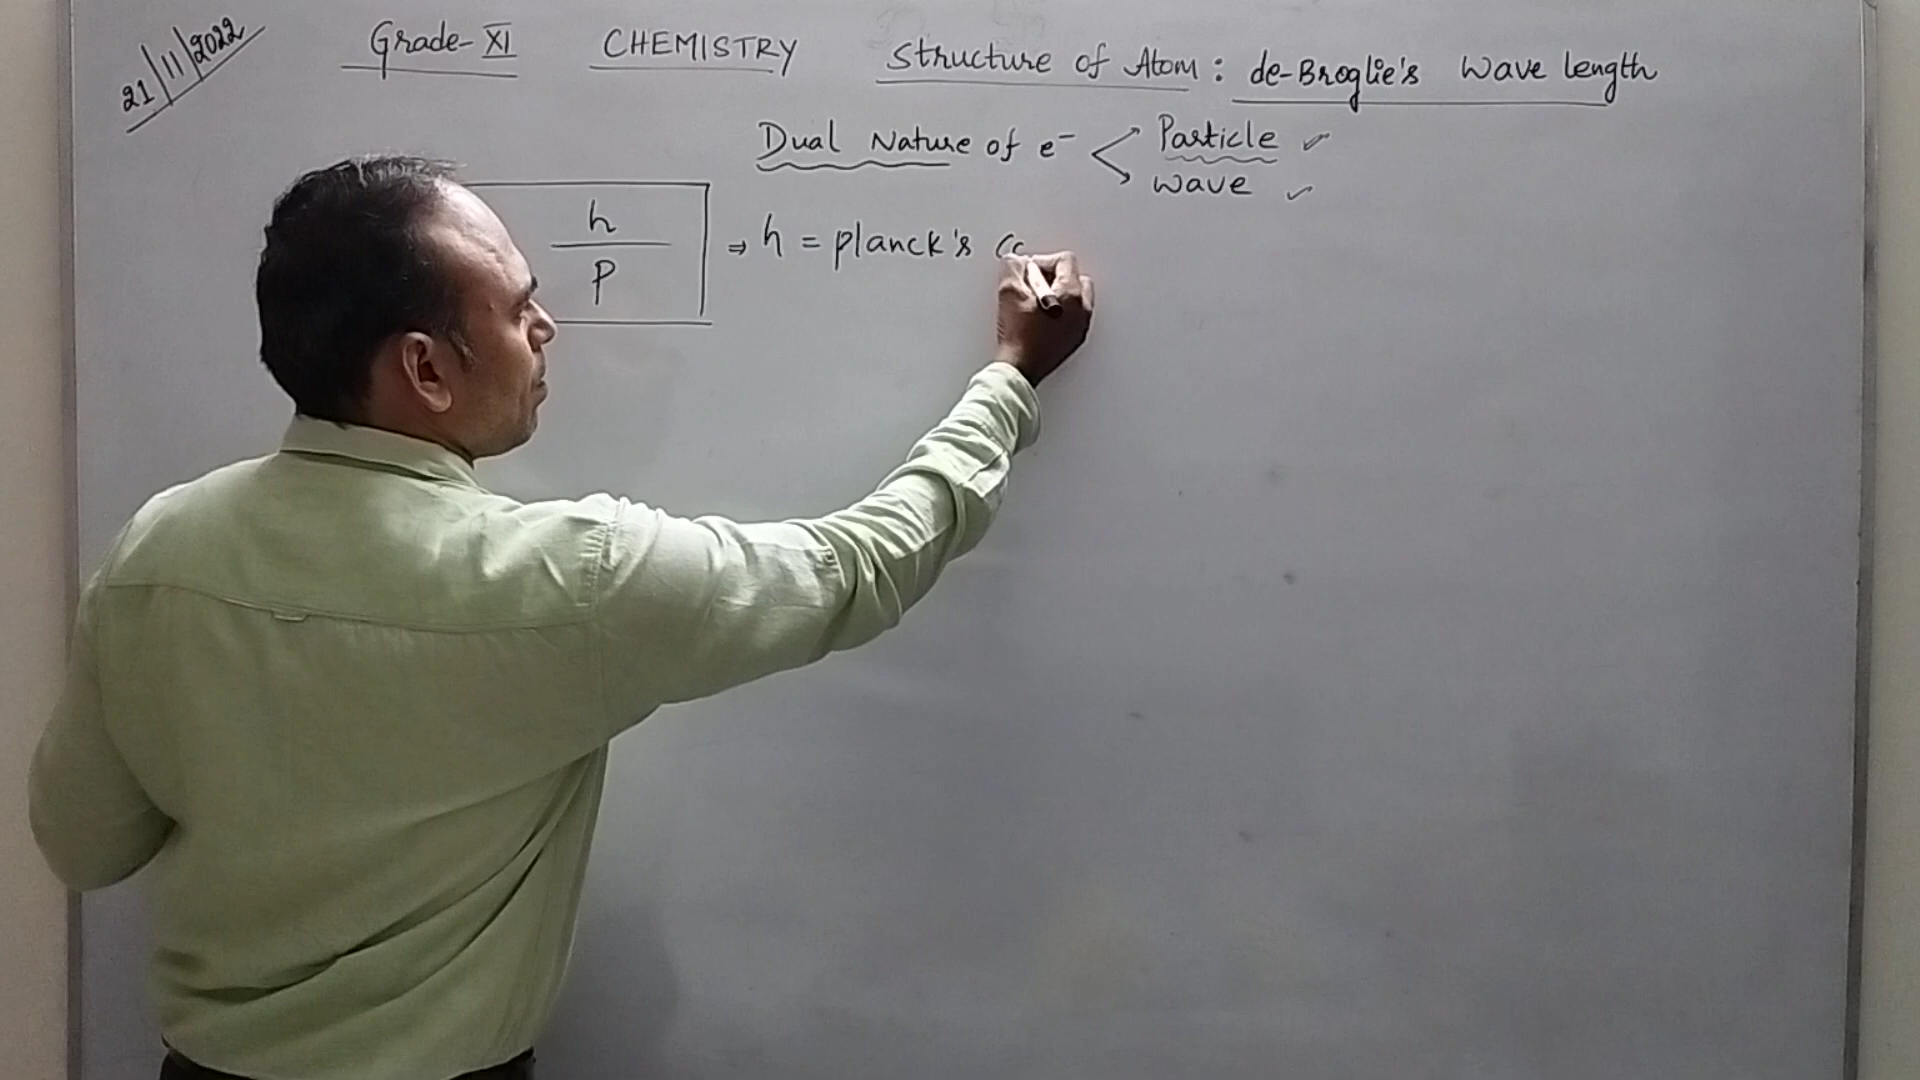 21/11/2022 Grade-XI CHEMISTRY Structure of Atom: de-Broglie's Wave length
Dual Nature of e⁻ < Particle ✓
wave ✓
h
P
⇒ h = planck's co